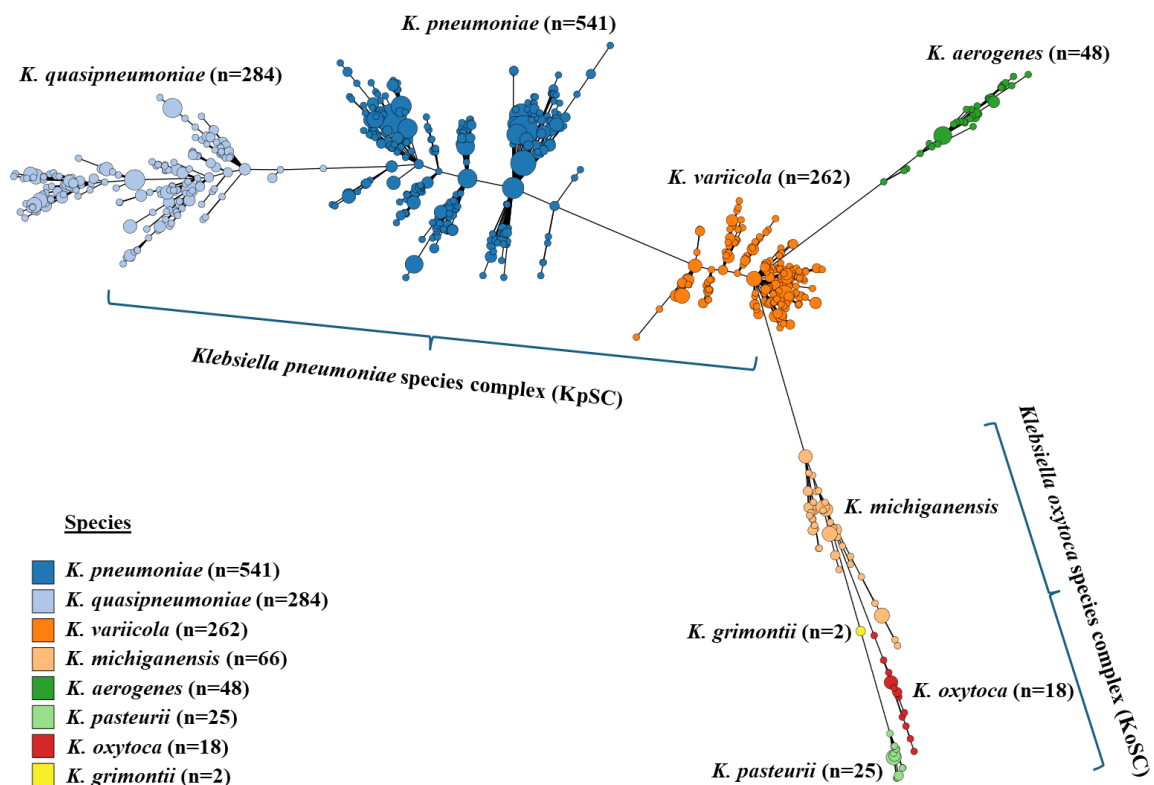 K. pneumoniae (n=541)
K. quasipneumoniae (n=284)
K. aerogenes (n=48)
K. variicola (n=262)
Klebsiella pneumoniae species complex (KpSC)
Klebsiella oxytoca species complex (KoSC)
K. michiganensis
K. grimontii (n=2)
K. oxytoca (n=18)
K. pasteurii (n=25)
Species
K. pneumoniae (n=541)
K. quasipneumoniae (n=284)
K. variicola (n=262)
K. michiganensis (n=66)
K. aerogenes (n=48)
K. pasteurii (n=25)
K. oxytoca (n=18)
K. grimontii (n=2)